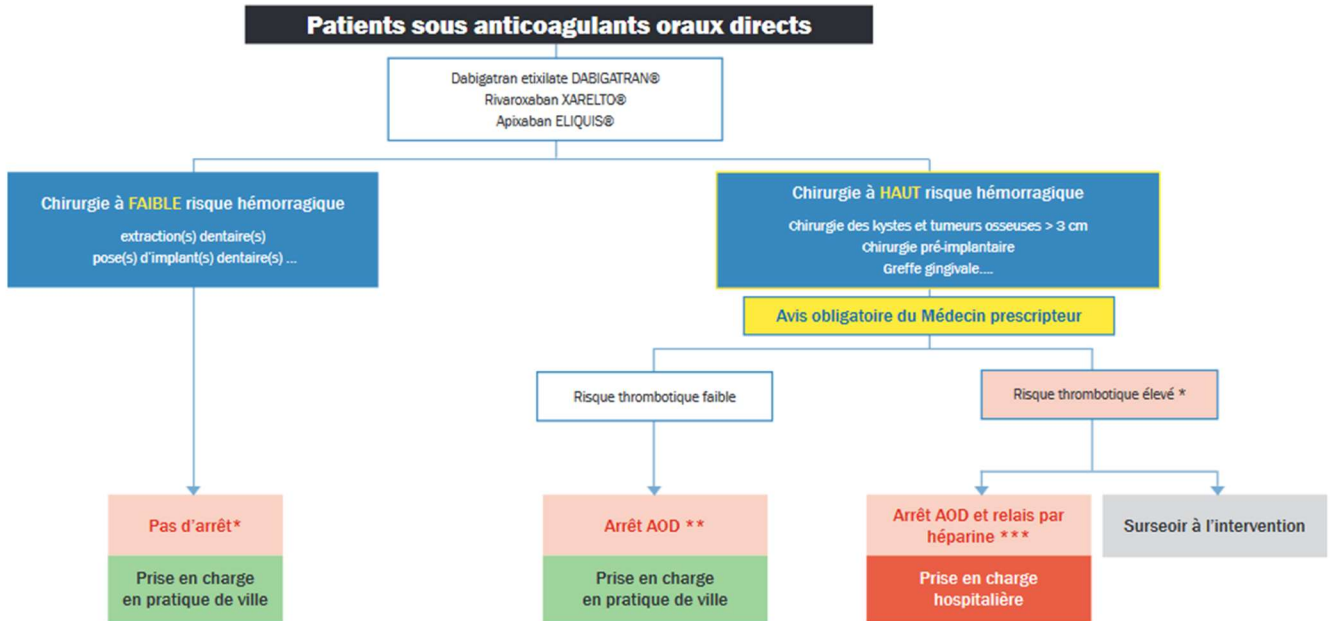 Patients sous anticoagulants oraux directs
Dabigatran etixilate DABIGATRAN®
Rivaroxaban XARELTO®
Apixaban ELIQUIS®
Chirurgie à FAIBLE risque hémorragique
extraction(s) dentaire(s)
pose(s) d'implant(s) dentaire(s) ...
Chirurgie à HAUT risque hémorragique
Chirurgie des kystes et tumeurs osseuses > 3 cm
Chirurgie pré-implantaire
Greffe gingivale....
Avis obligatoire du Médecin prescripteur
Risque thrombotique faible
Risque thrombotique élevé *
Pas d'arrêt*
Prise en charge
en pratique de ville
Arrêt AOD **
Prise en charge
en pratique de ville
Arrêt AOD et relais par
héparine ***
Prise en charge
hospitalière
Surseoir à l'intervention